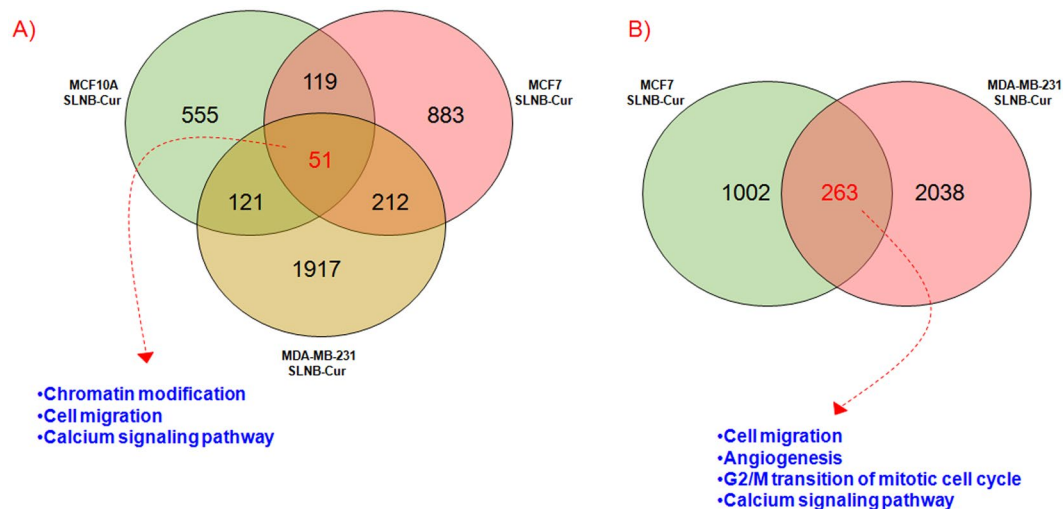 A)
MCF10A
SLNB-Cur
555
119
MCF7
SLNB-Cur
883
51
121
212
1917
MDA-MB-231
SLNB-Cur
•Chromatin modification
•Cell migration
•Calcium signaling pathway
B)
MCF7
SLNB-Cur
MDA-MB-231
SLNB-Cur
1002
263
2038
•Cell migration
•Angiogenesis
•G2/M transition of mitotic cell cycle
•Calcium signaling pathway